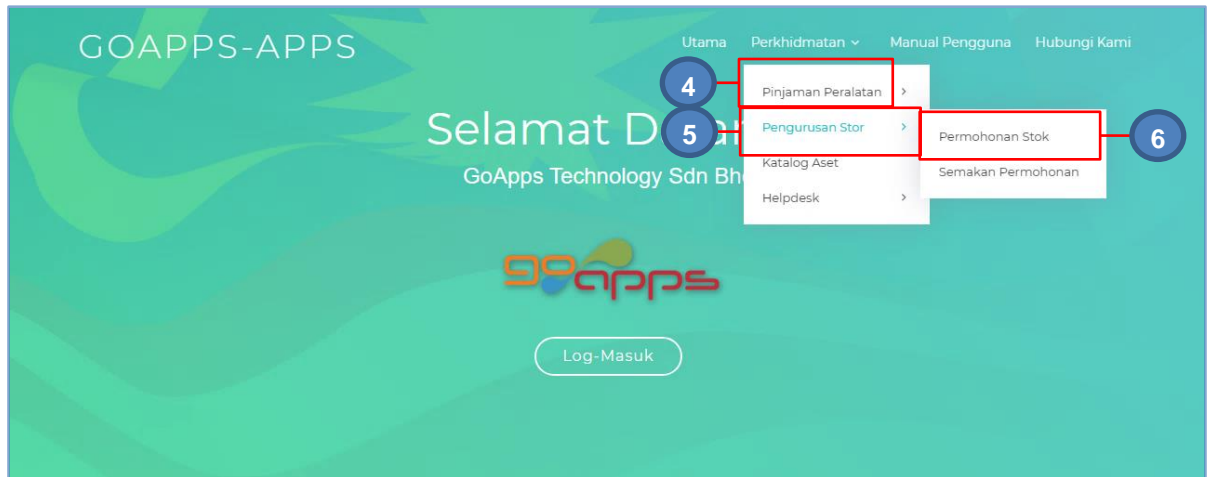 GOAPPS-APPS
Utama Perkhidmatan Manual Pengguna Hubungi Kami
4 Pinjaman Peralatan
Selamat
5 Pengurusan Stor
Permohonan Stok 6
GoApps Technology Sdn
Katalog Aset
Semakan Permohonan
Helpdesk
goapps
Log-Masuk